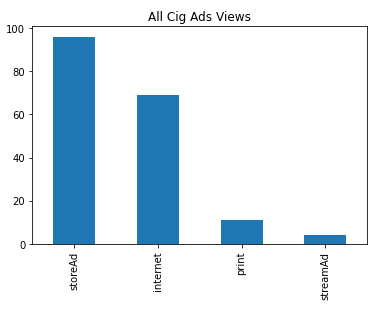 All Cig Ads Views
100
80
60
40
20
0
storeAd
internet
print
streamAd